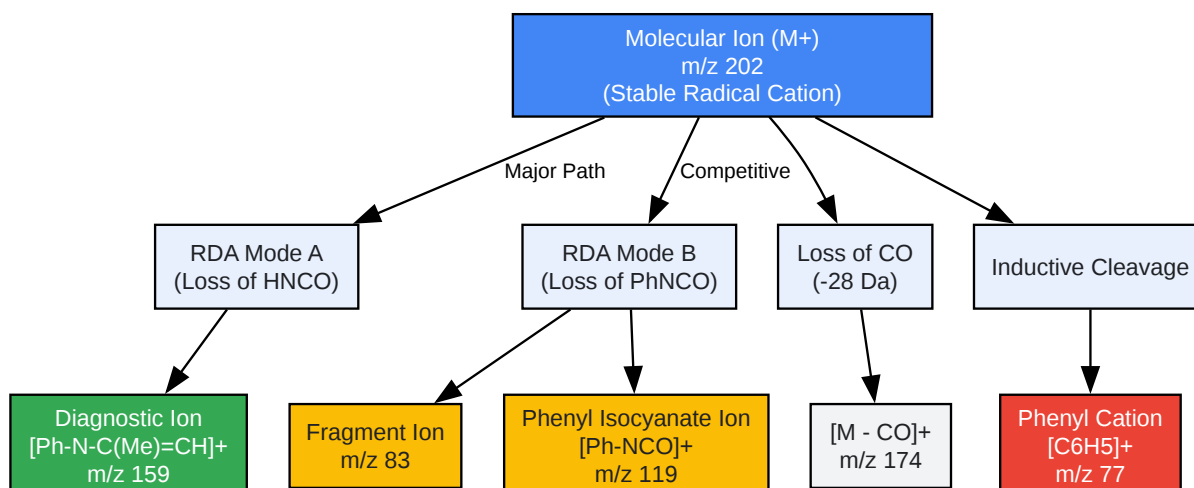 Molecular Ion (M+)
m/z 202
(Stable Radical Cation)
Major Path
Competitive
RDA Mode A
(Loss of HNCO)
RDA Mode B
(Loss of PhNCO)
Loss of CO
(-28 Da)
Inductive Cleavage
Diagnostic Ion
[Ph-N-C(Me)=CH]+
m/z 159
Fragment Ion
m/z 83
Phenyl Isocyanate Ion
[Ph-NCO]+
m/z 119
[M - CO]+
m/z 174
Phenyl Cation
[C6H5]+
m/z 77